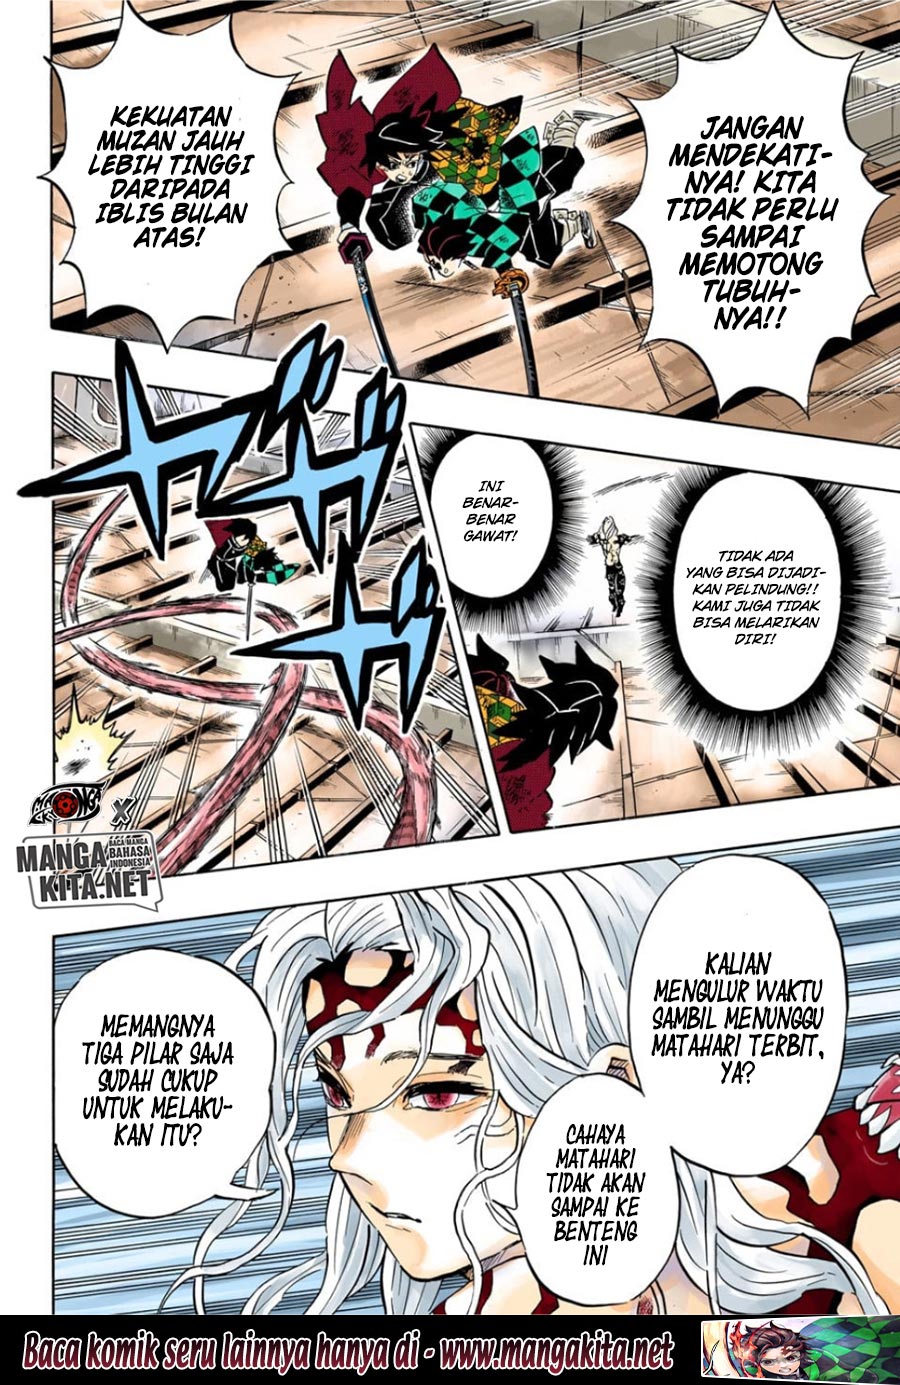 JANGAN
MENDEKATI-
NYA! KITA
TIDAK PERLU
SAMPAI
MEMOTONG
TUBUH-
NYA!!
KEKUATAN
MUZAN JAUH
LEBIH TINGGI
DARIPADA
IBLIS BULAN
ATAS!
TIDAK ADA
YANG BISA DIJADI-
KAN PELINDUNG!!
KAMI JUGA TIDAK
BISA MELARIKAN
DIRI!
INI
BENAR-
BENAR
GAWAT!
ガガガ
MANGA
KITA.NET
BACA MANGA
BAHASA
INDONESIA
X
KALIAN
MENGULUR WAKTU
SAMBIL MENUNGGU
MATAHARI TERBIT,
YA?
CAHAYA
MATAHARI
TIDAK AKAN
SAMPAI KE
BENTENG
INI
MEMANGNYA
TIGA PILAR SAJA
SUDAH CUKUP
UNTUK MELAKU-
KAN ITU?
Baca komik seru lainnya hanya di - www.mangakita.net